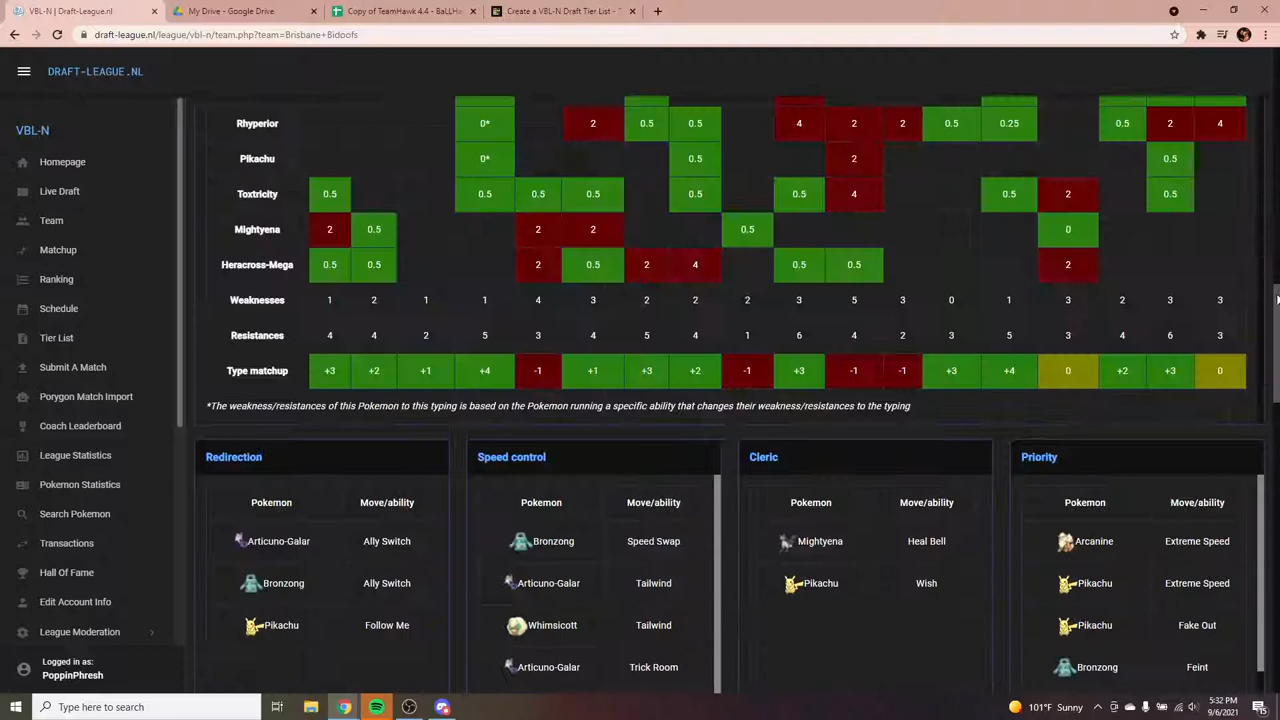 VBL-N | Draft-League.nl
My Drive - Google Drive
Copy of TeamHawk 4.4 - BaLLHa
Create a VBL-N Draft Tier List - T
draft-league.nl/league/vbl-n/team.php?team=Brisbane+Bidoofs
DRAFT-LEAGUE.NL
VBL-N
Homepage
Live Draft
Team
Matchup
Ranking
Schedule
Tier List
Submit A Match
Porygon Match Import
Coach Leaderboard
League Statistics
Pokemon Statistics
Search Pokemon
Transactions
Hall Of Fame
Edit Account Info
League Moderation
Logged in as:
PoppinPhresh
Rhyperior 0* 2 0.5 0.5 4 2 2 0.5 0.25 0.5 2 4
Pikachu 0* 0.5 2 0.5
Toxtricity 0.5 0.5 0.5 0.5 0.5 0.5 4 0.5 2 0.5
Mightyena 2 0.5 2 2 0.5 0
Heracross-Mega 0.5 0.5 2 0.5 2 4 0.5 0.5 2
Weaknesses 1 2 1 1 4 3 2 2 2 3 5 3 0 1 3 2 3 3
Resistances 4 4 2 5 3 4 5 4 1 6 4 2 3 5 3 4 6 3
Type matchup +3 +2 +1 +4 -1 +1 +3 +2 -1 +3 -1 -1 +3 +4 0 +2 +3 0
*The weakness/resistances of this Pokemon to this typing is based on the Pokemon running a specific ability that changes their weakness/resistances to the typing
Redirection
Pokemon Move/ability
Articuno-Galar Ally Switch
Bronzong Ally Switch
Pikachu Follow Me
Speed control
Pokemon Move/ability
Bronzong Speed Swap
Articuno-Galar Tailwind
Whimsicott Tailwind
Articuno-Galar Trick Room
Cleric
Pokemon Move/ability
Mightyena Heal Bell
Pikachu Wish
Priority
Pokemon Move/ability
Arcanine Extreme Speed
Pikachu Extreme Speed
Pikachu Fake Out
Bronzong Feint
Type here to search
101°F Sunny
5:32 PM
9/6/2021
15